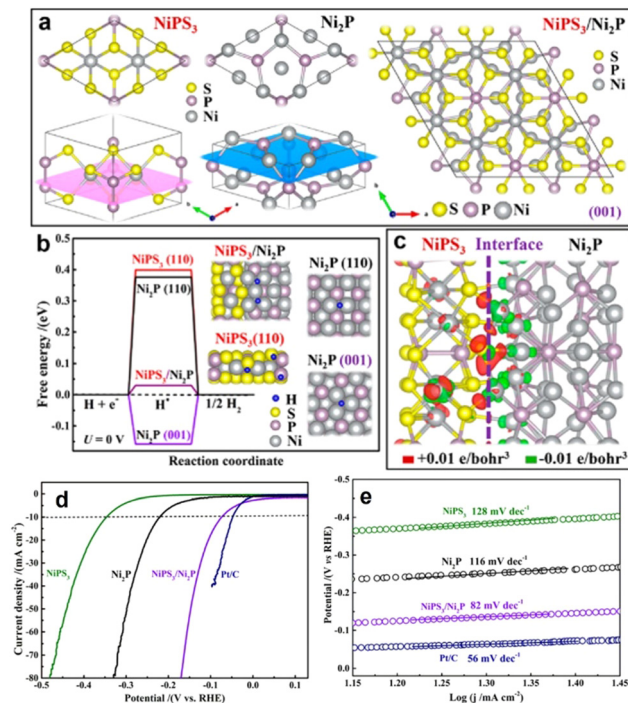 a
NiPS3
Ni2P
NiPS3/Ni2P
S
P
Ni
S
P
Ni
b
a
S P Ni (001)
b
Free energy /(eV)
0.4
0.3
0.2
0.1
0.0
-0.1
NiPS3 (110)
Ni2P (110)
NiPS3/Ni2P
Ni2P (001)
H + e-
H*
1/2 H2
U = 0 V
Reaction coordinate
NiPS3/Ni2P
Ni2P (110)
NiPS3(110)
Ni2P (001)
H
S
P
Ni
c
NiPS3 Interface Ni2P
+0.01 e/bohr3 -0.01 e/bohr3
d
Current density /(mA cm-2)
0
-10
-20
-30
-40
-50
-60
-70
-80
NiPS3
Ni2P
NiPS3/Ni2P
Pt/C
-0.5 -0.4 -0.3 -0.2 -0.1 0.0 0.1
Potential /(V vs. RHE)
e
Potential /(V vs RHE)
-0.4
-0.3
-0.2
-0.1
0.0
NiPS3 128 mV dec-1
Ni2P 116 mV dec-1
NiPS3/Ni2P 82 mV dec-1
Pt/C 56 mV dec-1
1.15 1.20 1.25 1.30 1.35 1.40 1.45
Log (j/mA cm-2)